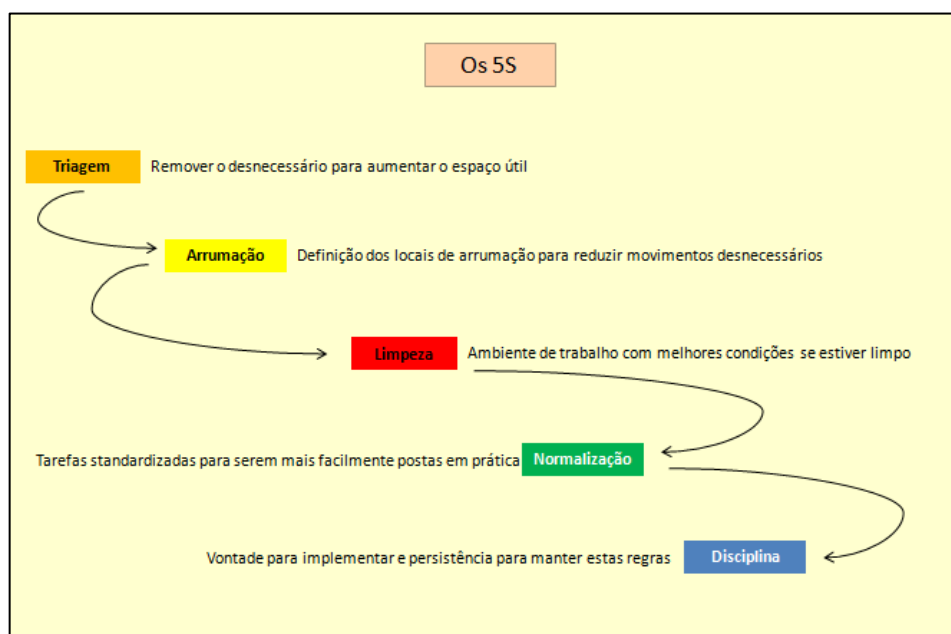 Os 5S
Triagem Remover o desnecessário para aumentar o espaço útil
Arrumação Definição dos locais de arrumação para reduzir movimentos desnecessários
Limpeza Ambiente de trabalho com melhores condições se estiver limpo
Tarefas standardizadas para serem mais facilmente postas em prática Normalização
Vontade para implementar e persistência para manter estas regras Disciplina